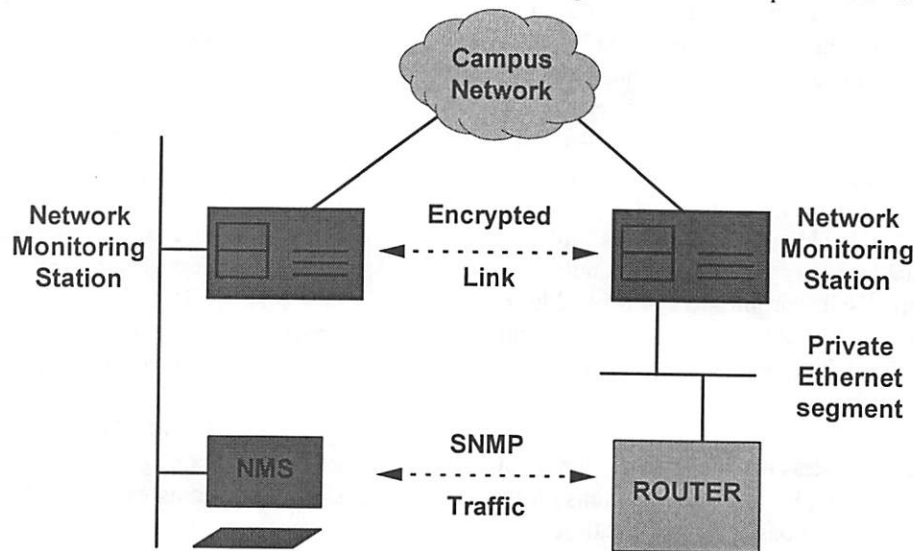 Campus
Network
Network
Monitoring
Station
Encrypted
Link
Network
Monitoring
Station
Private
Ethernet
segment
NMS
SNMP
Traffic
ROUTER